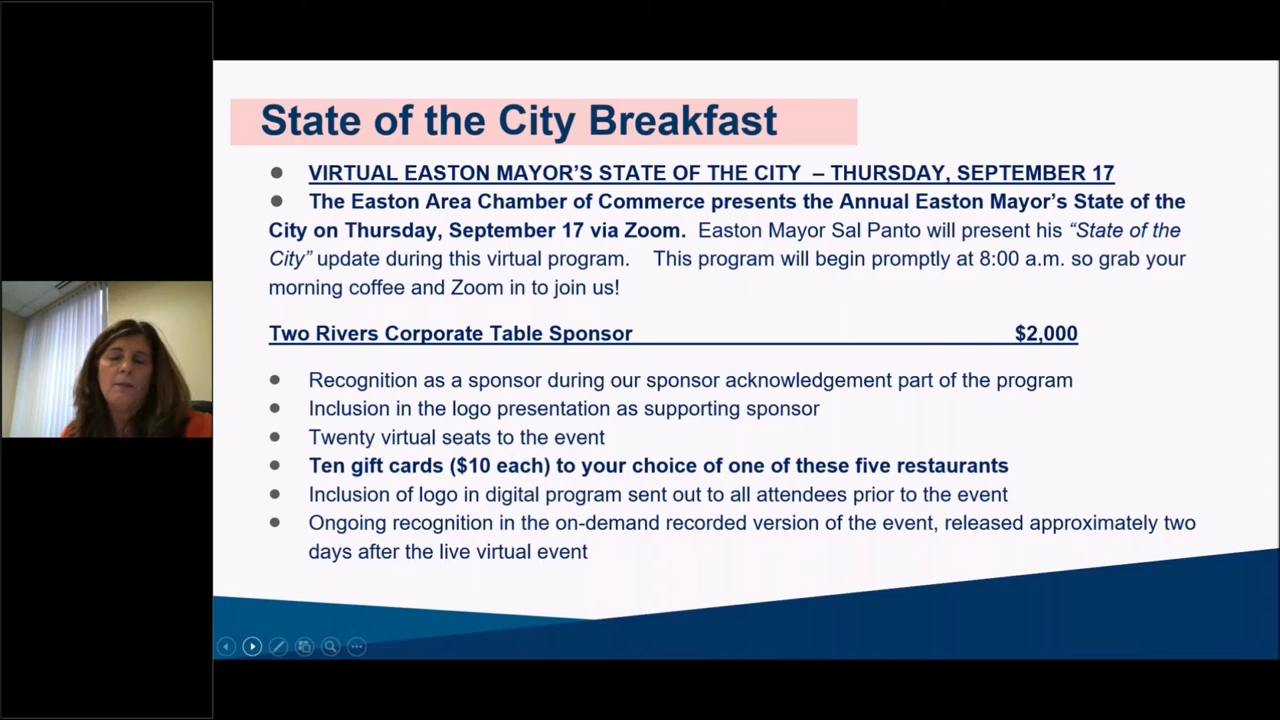 State of the City Breakfast
● VIRTUAL EASTON MAYOR’S STATE OF THE CITY – THURSDAY, SEPTEMBER 17
● The Easton Area Chamber of Commerce presents the Annual Easton Mayor’s State of the
City on Thursday, September 17 via Zoom. Easton Mayor Sal Panto will present his “State of the
City” update during this virtual program. This program will begin promptly at 8:00 a.m. so grab your
morning coffee and Zoom in to join us!
Two Rivers Corporate Table Sponsor $2,000
● Recognition as a sponsor during our sponsor acknowledgement part of the program
● Inclusion in the logo presentation as supporting sponsor
● Twenty virtual seats to the event
● Ten gift cards ($10 each) to your choice of one of these five restaurants
● Inclusion of logo in digital program sent out to all attendees prior to the event
● Ongoing recognition in the on-demand recorded version of the event, released approximately two
days after the live virtual event